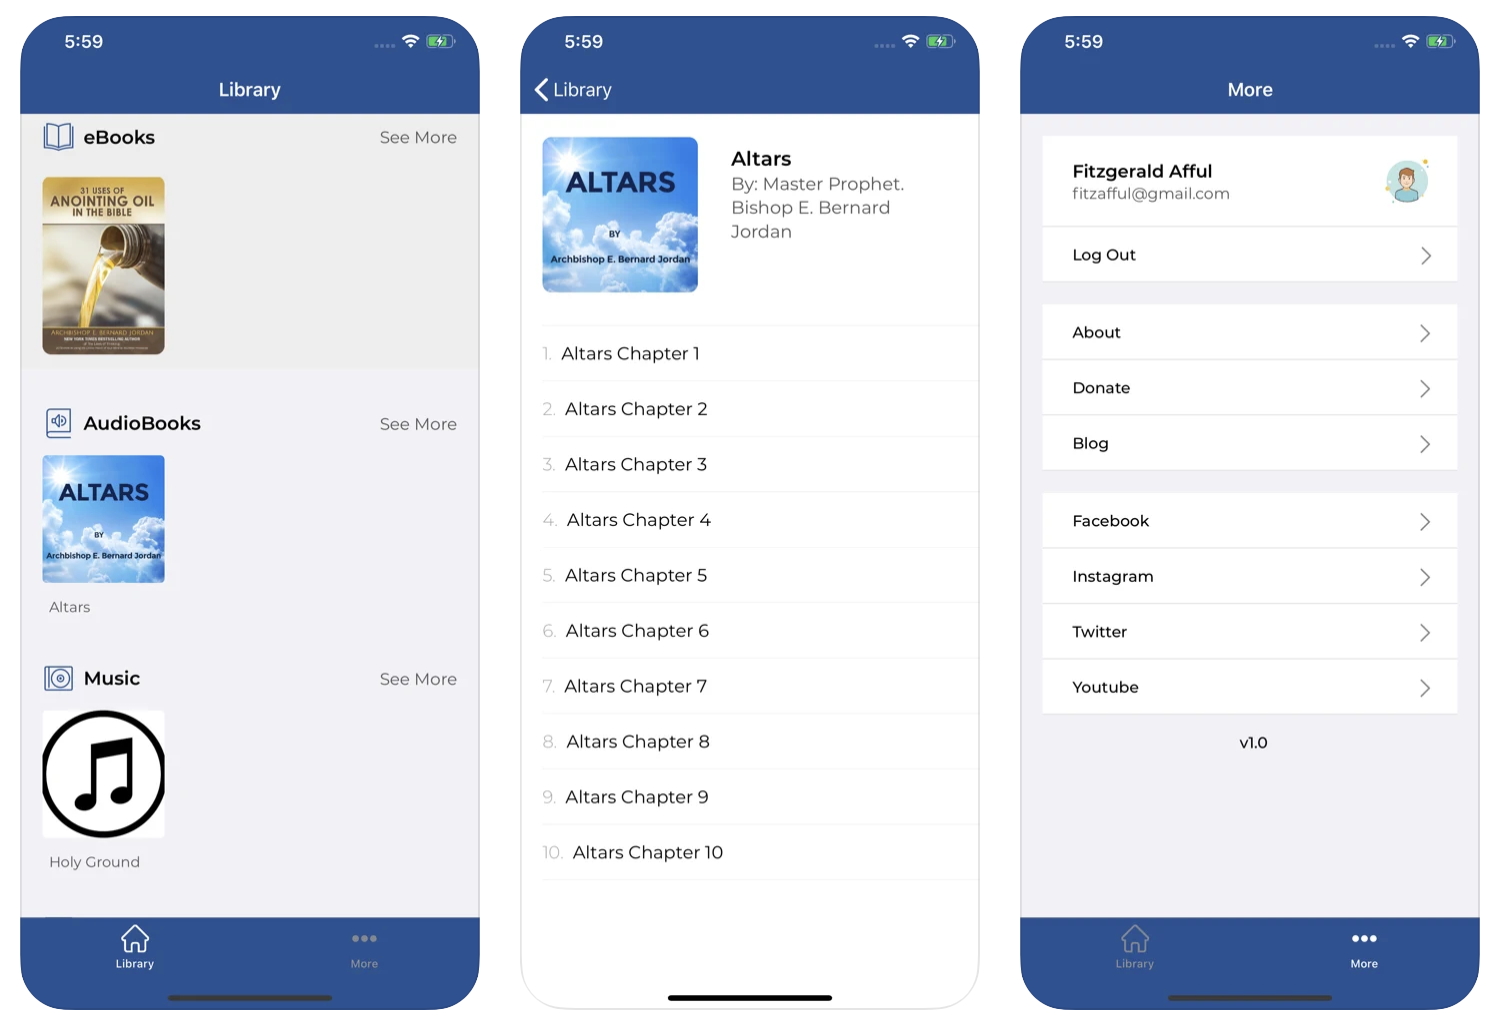 5:59
Library
eBooks
See More
31 USES OF
ANOINTING OIL
IN THE BIBLE
ARCHBISHOP E. BERNARD JORDAN
NEW YORK TIMES BESTSELLING AUTHOR
AudioBooks
See More
ALTARS
BY
Archbishop E. Bernard Jordan
Altars
Music
See More
Holy Ground
Library
More
5:59
Library
ALTARS
BY
Archbishop E. Bernard Jordan
Altars
By: Master Prophet.
Bishop E. Bernard
Jordan
1. Altars Chapter 1
2. Altars Chapter 2
3. Altars Chapter 3
4. Altars Chapter 4
5. Altars Chapter 5
6. Altars Chapter 6
7. Altars Chapter 7
8. Altars Chapter 8
9. Altars Chapter 9
10. Altars Chapter 10
5:59
More
Fitzgerald Afful
fitzafful@gmail.com
Log Out
About
Donate
Blog
Facebook
Instagram
Twitter
Youtube
v1.0
Library
More